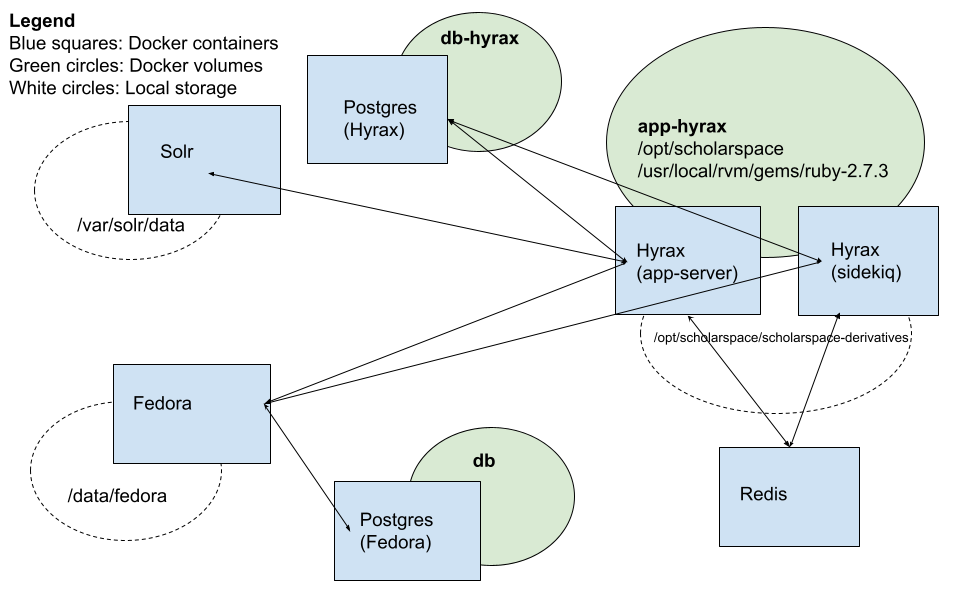 Legend
Blue squares: Docker containers
Green circles: Docker volumes
White circles: Local storage
db-hyrax
Postgres
(Hyrax)
app-hyrax
/opt/scholarspace
/usr/local/rvm/gems/ruby-2.7.3
Solr
/var/solr/data
Hyrax
(app-server)
Hyrax
(sidekiq)
/opt/scholarspace/scholarspace-derivatives
Fedora
/data/fedora
db
Postgres
(Fedora)
Redis